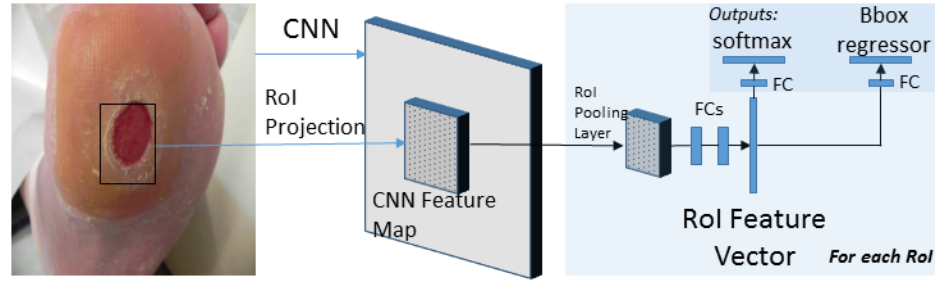 CNN
RoI
Projection
CNN Feature
Map
RoI
Pooling
Layer
FCs
Outputs:
softmax
FC
Bbox
regressor
FC
RoI Feature
Vector
For each RoI